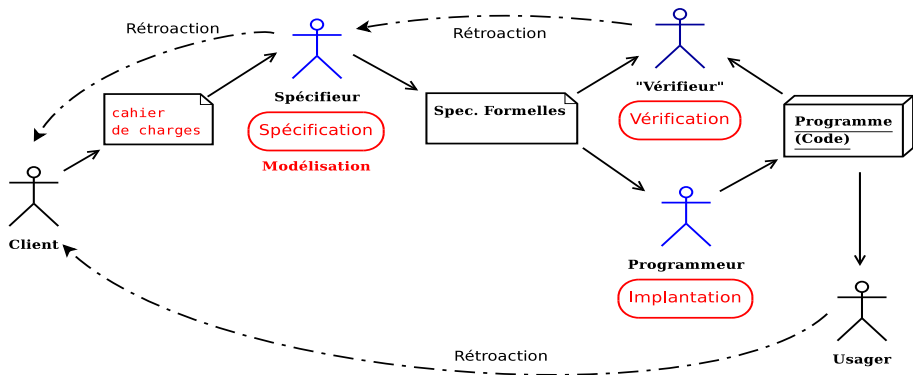 Rétroaction
Rétroaction
Spécifieur
"Vérifieur"
cahier
de charges
Spec. Formelles
Spécification
Vérification
Programme
(Code)
Modélisation
Client
Programmeur
Implantation
Rétroaction
Usager